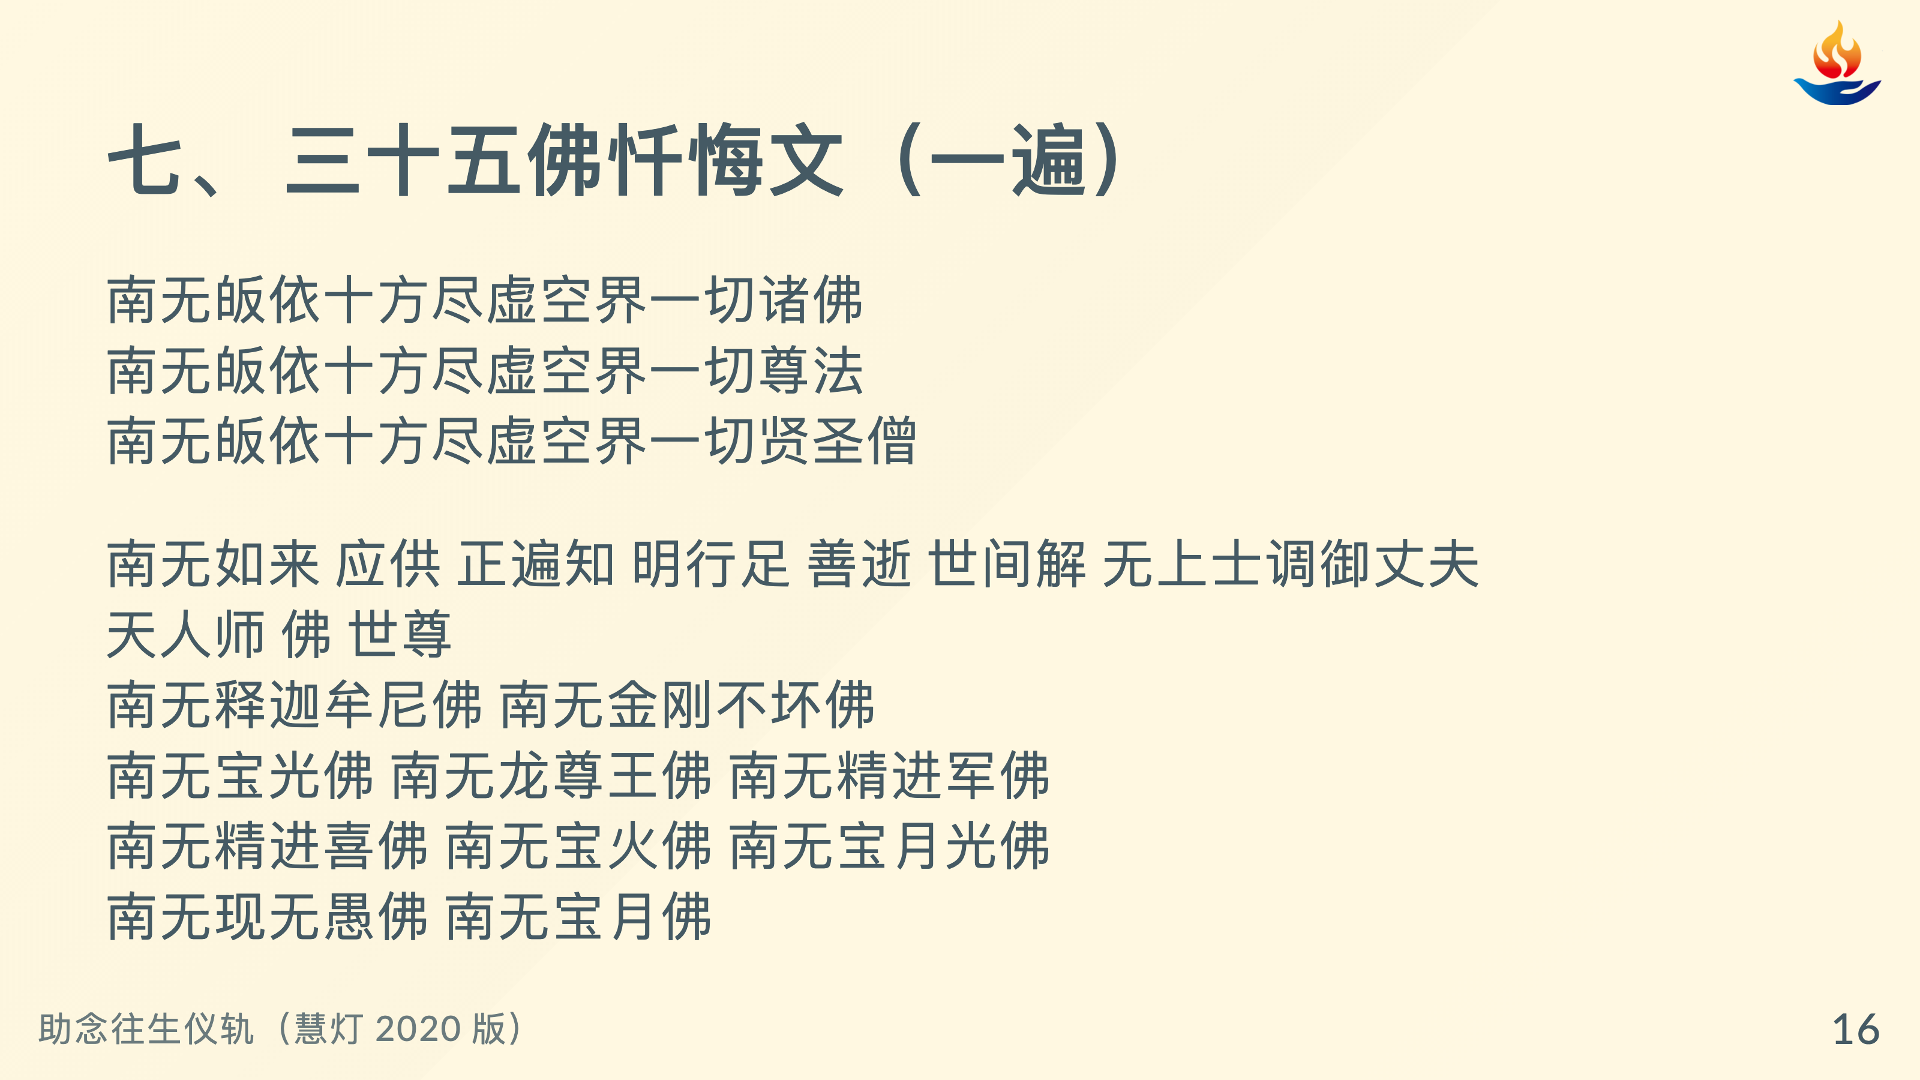 七、三十五佛忏悔文（一遍）
南无皈依十方尽虚空界一切诸佛
南无皈依十方尽虚空界一切尊法
南无皈依十方尽虚空界一切贤圣僧
南无如来 应供 正遍知 明行足 善逝 世间解 无上士调御丈夫
天人师 佛 世尊
南无释迦牟尼佛 南无金刚不坏佛
南无宝光佛 南无龙尊王佛 南无精进军佛
南无精进喜佛 南无宝火佛 南无宝月光佛
南无现无愚佛 南无宝月佛
助念往生仪轨（慧灯 2020 版）
16